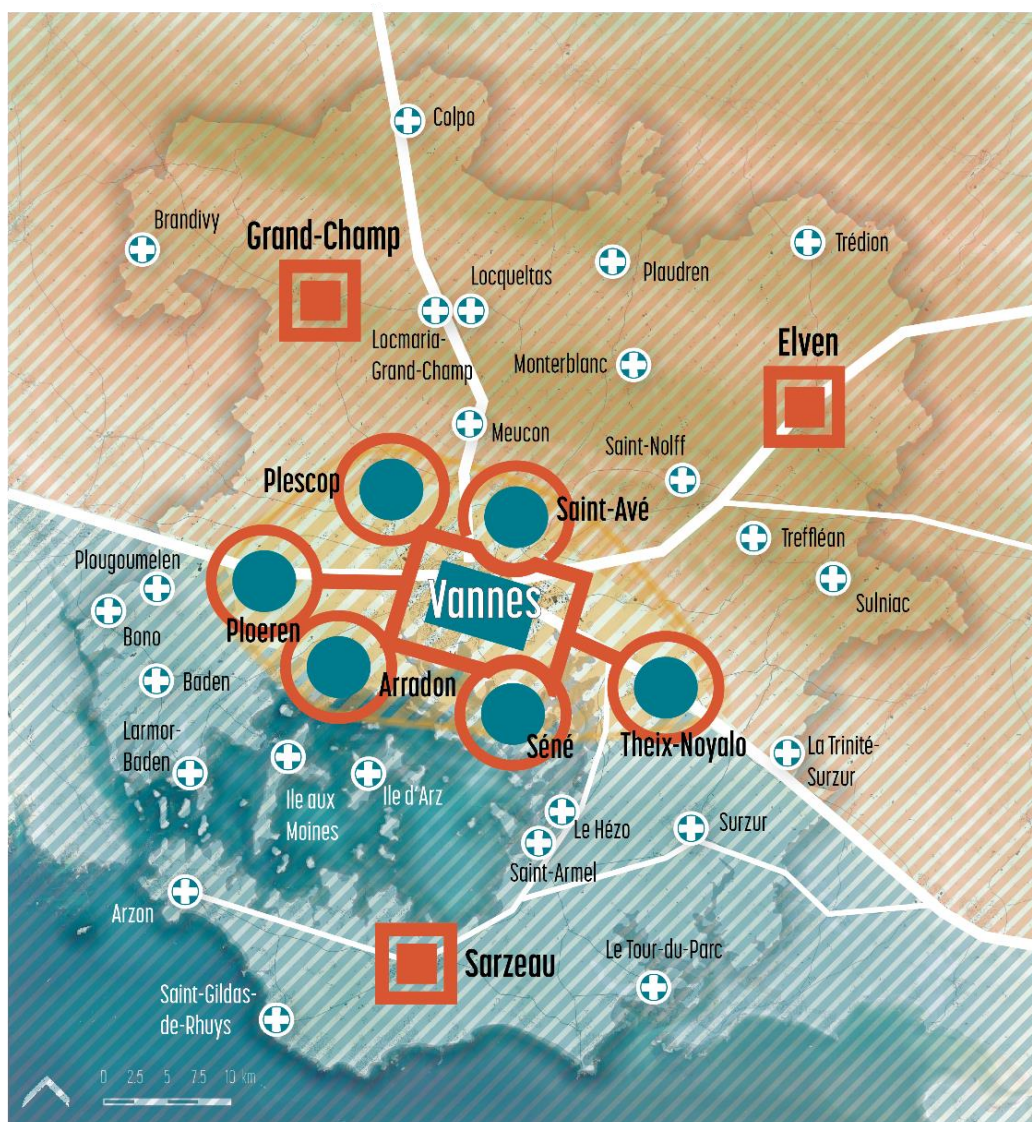 Colpo
Brandivy
Grand-Champ
Trédion
Plaudren
Locqueltas
Locmaria-
Grand-Champ
Elven
Monterblanc
Meucon
Saint-Nolff
Plescop
Saint-Avé
Treffléan
Plougoumelen
Sulniac
Vannes
Bono
Ploeren
Baden
Arradon
Larmor-
Baden
Séné
Theix-Noyalo
La Trinité-
Surzur
Ile aux
Moines
Ile d'Arz
Le Hézo
Surzur
Saint-Armel
Arzon
Sarzeau
Le Tour-du-Parc
Saint-Gildas-
de-Rhuys
0 2.5 5 7.5 10 km